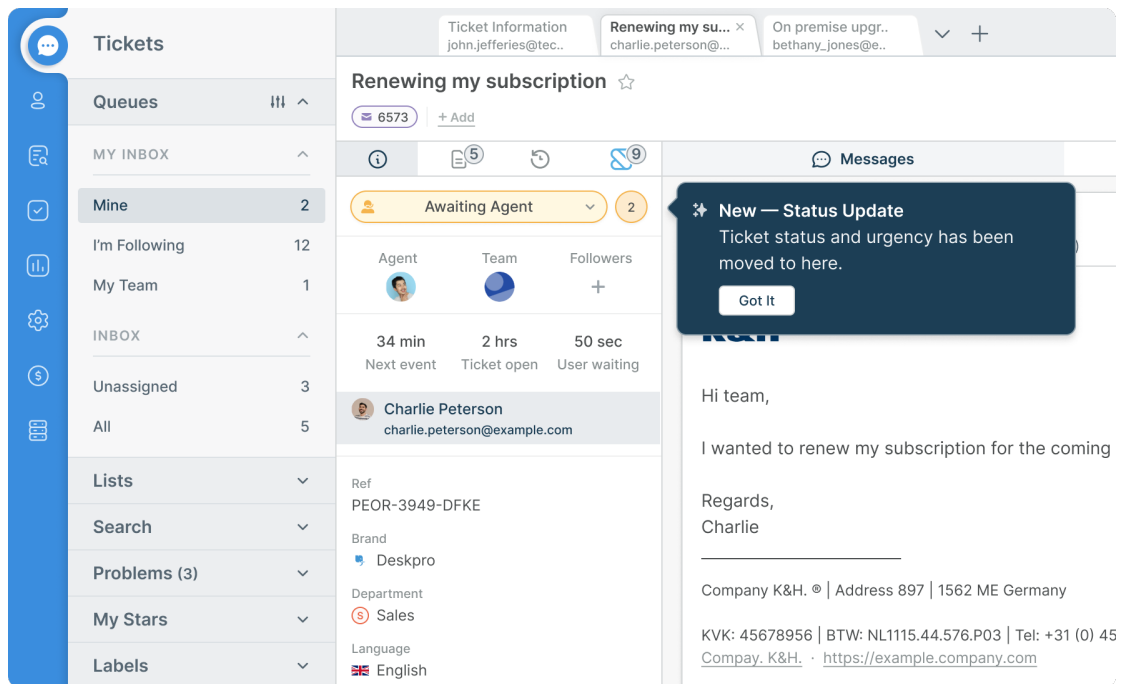 Tickets
Ticket Information
john.jefferies@tec..
Renewing my su...
charlie.peterson@...
On premise upgr..
bethany_jones@e..
Queues
MY INBOX
Mine 2
I'm Following 12
My Team 1
INBOX
Unassigned 3
All 5
Lists
Search
Problems (3)
My Stars
Labels
Renewing my subscription
6573
+ Add
5
9
Messages
Awaiting Agent
2
New — Status Update
Ticket status and urgency has been
moved to here.
Got It
Agent Team Followers
34 min 2 hrs 50 sec
Next event Ticket open User waiting
Charlie Peterson
charlie.peterson@example.com
Ref
PEOR-3949-DFKE
Brand
Deskpro
Department
S Sales
Language
English
Hi team,
I wanted to renew my subscription for the coming
Regards,
Charlie
Company K&H. ® | Address 897 | 1562 ME Germany
KVK: 45678956 | BTW: NL1115.44.576.P03 | Tel: +31 (0) 45
Compay. K&H. · https://example.company.com